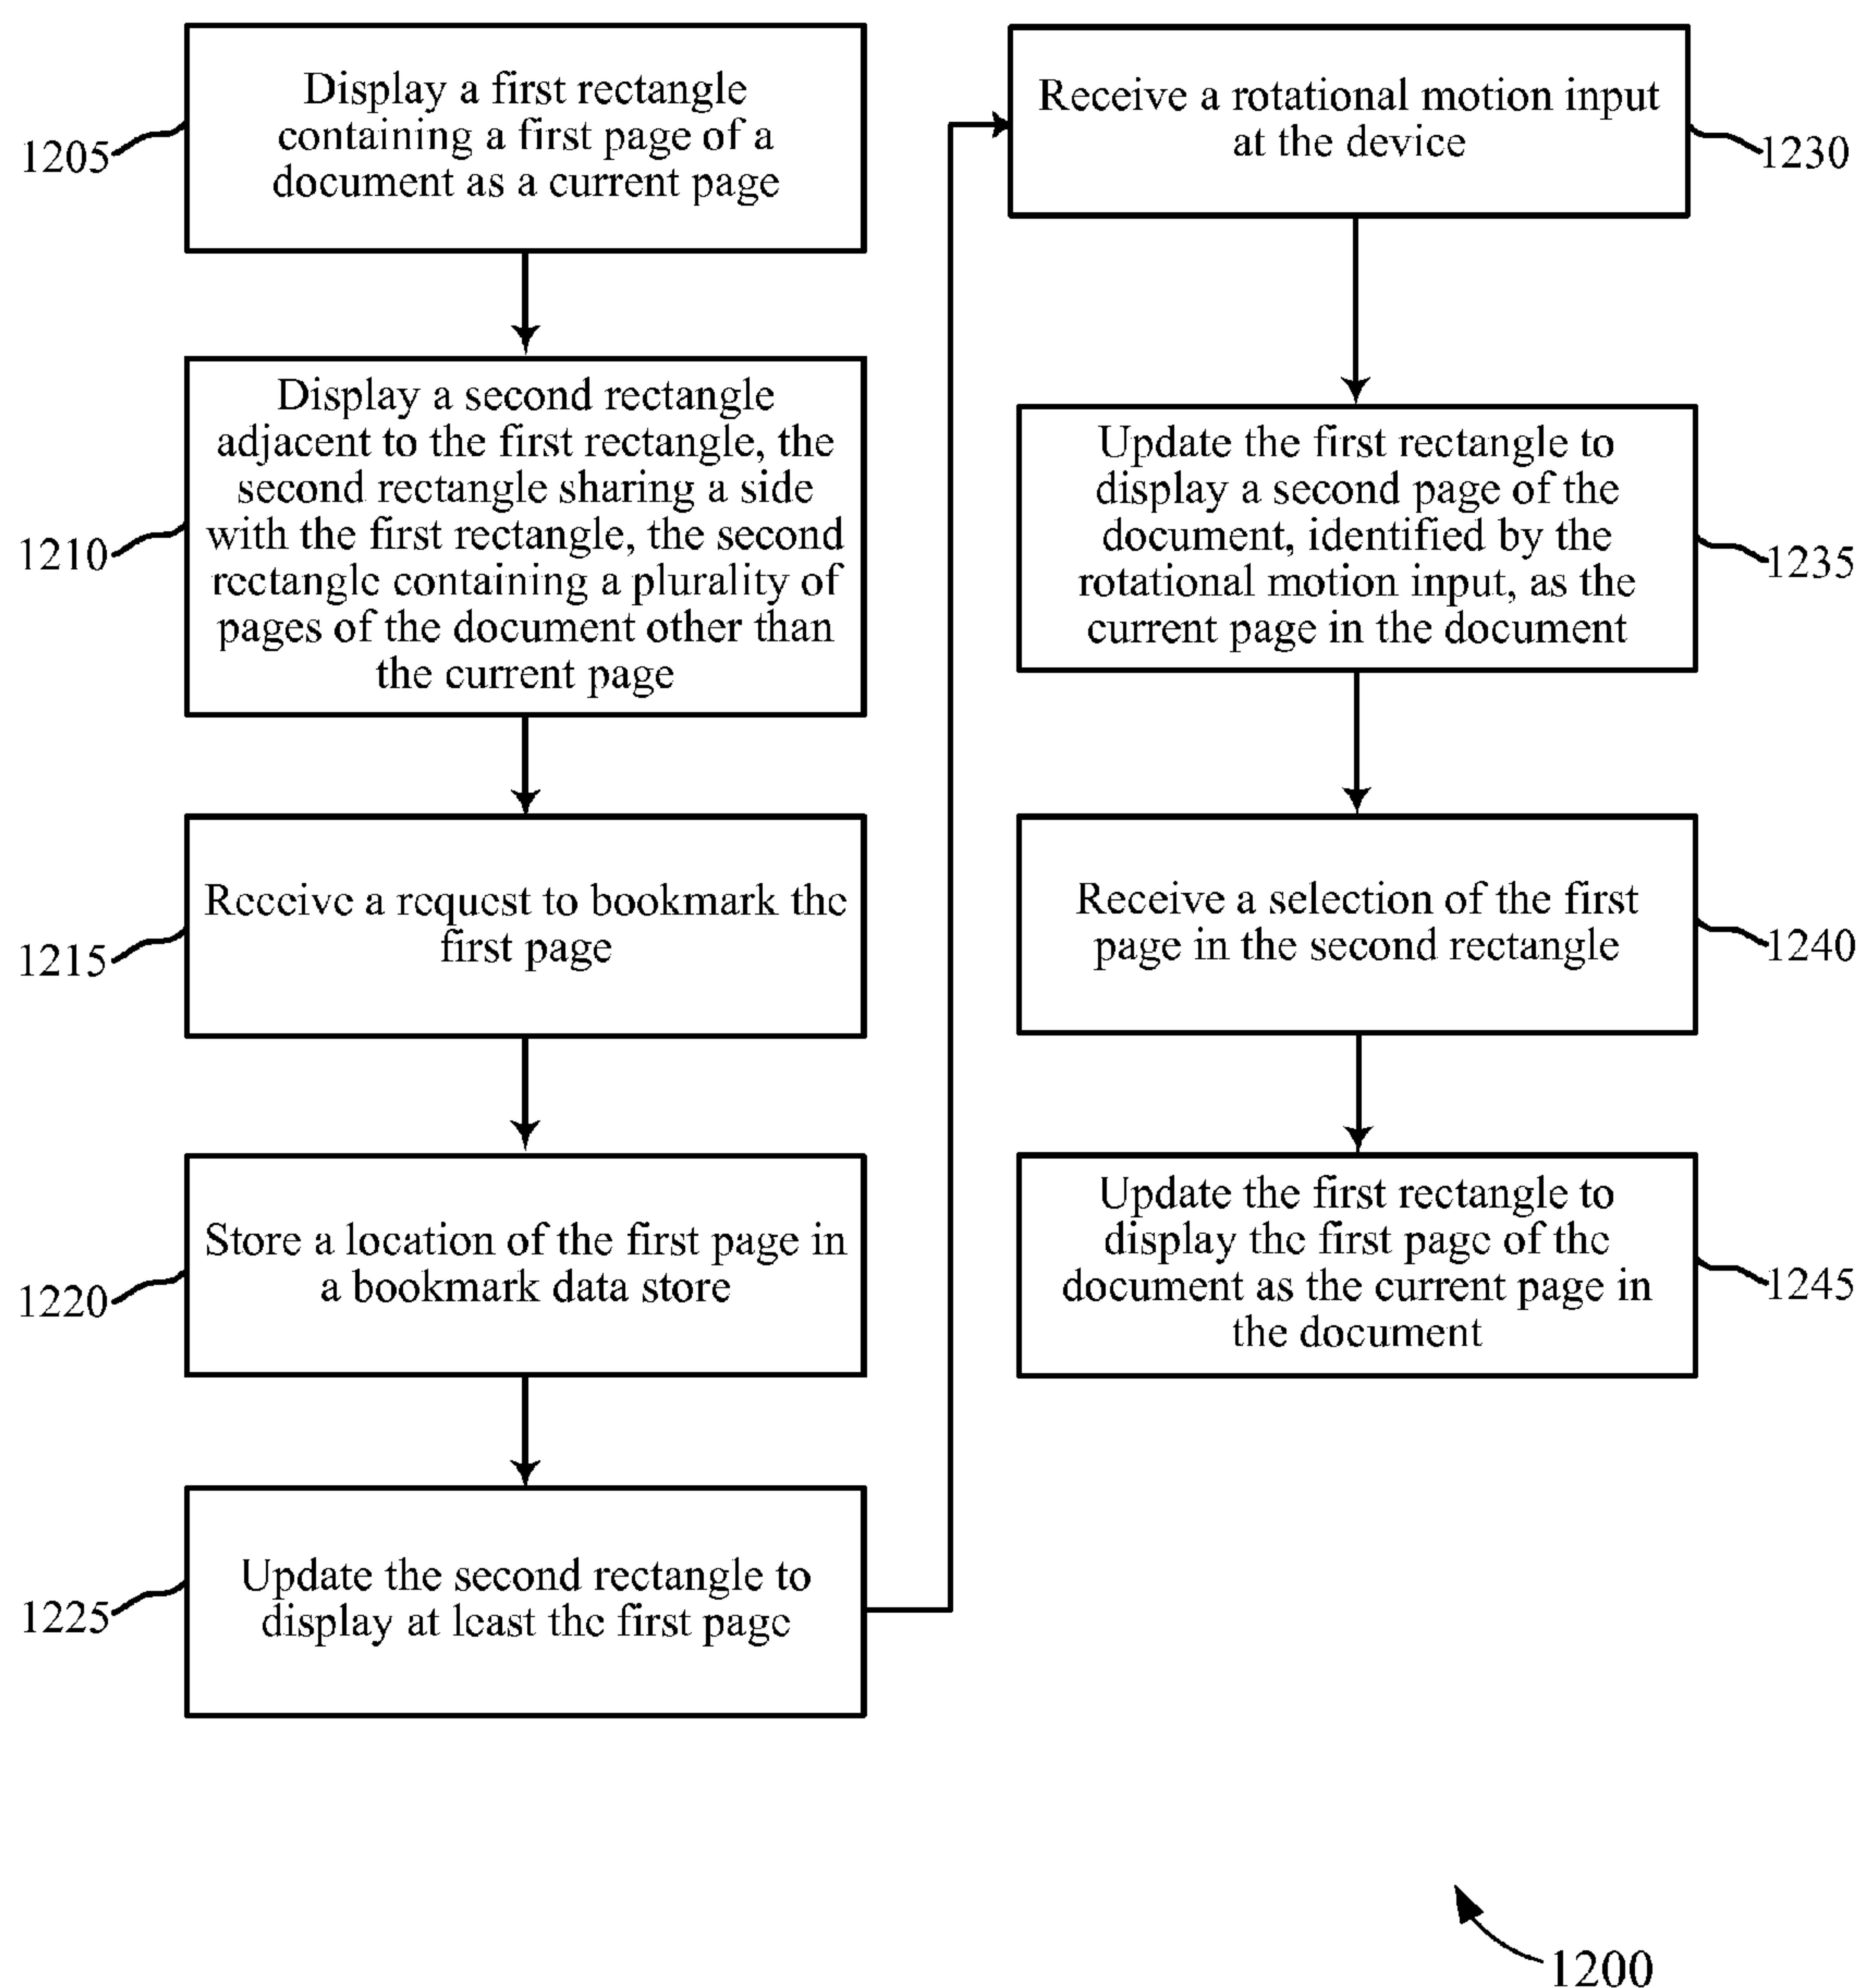 Display a first rectangle
containing a first page of a
document as a current page
1205
Display a second rectangle
adjacent to the first rectangle, the
second rectangle sharing a side
with the first rectangle, the second
rectangle containing a plurality of
pages of the document other than
the current page
1210
Receive a request to bookmark the
first page
1215
Store a location of the first page in
a bookmark data store
1220
Update the second rectangle to
display at least the first page
1225
Receive a rotational motion input
at the device
1230
Update the first rectangle to
display a second page of the
document, identified by the
rotational motion input, as the
current page in the document
1235
Receive a selection of the first
page in the second rectangle
1240
Update the first rectangle to
display the first page of the
document as the current page in
the document
1245
1200